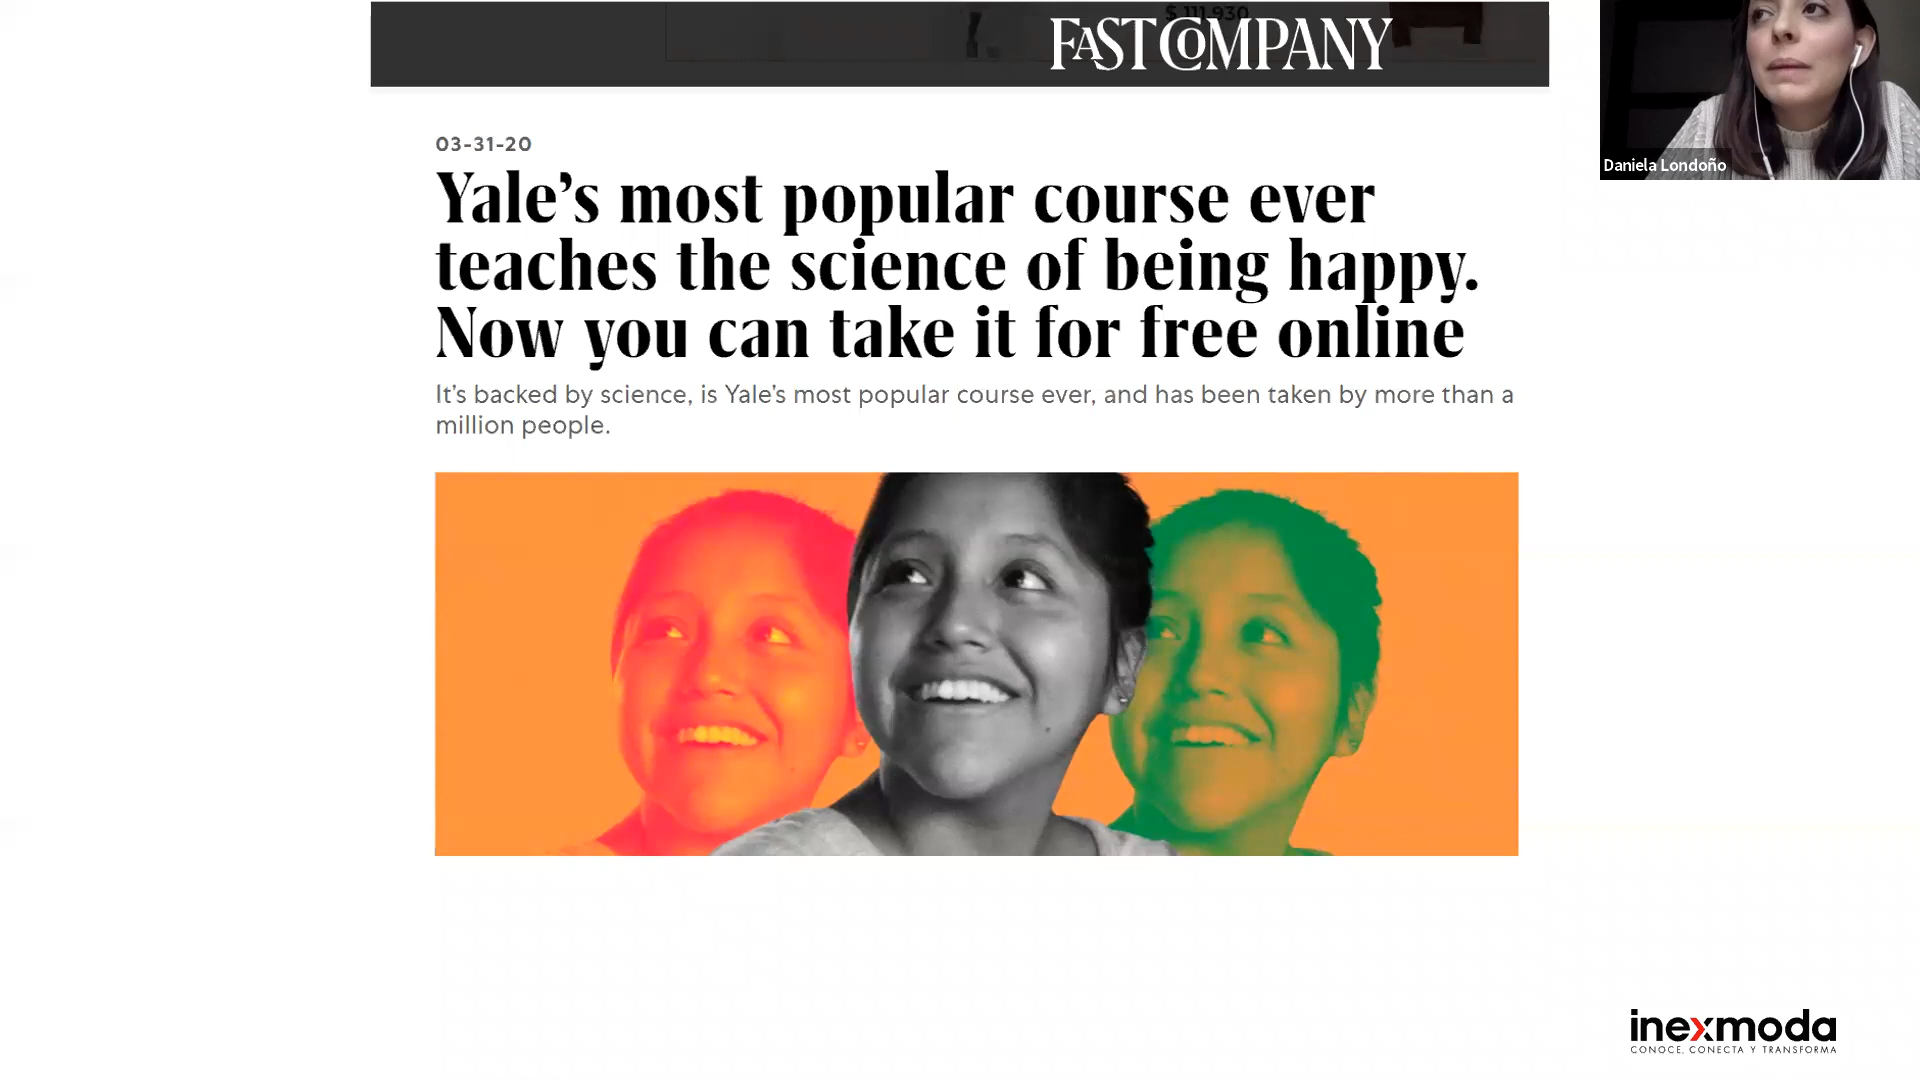 $ 111.930
FAST COMPANY
Daniela Londoño
03-31-20
Yale’s most popular course ever
teaches the science of being happy.
Now you can take it for free online
It’s backed by science, is Yale’s most popular course ever, and has been taken by more than a
million people.
inexmoda
CONOCE, CONECTA Y TRANSFORMA